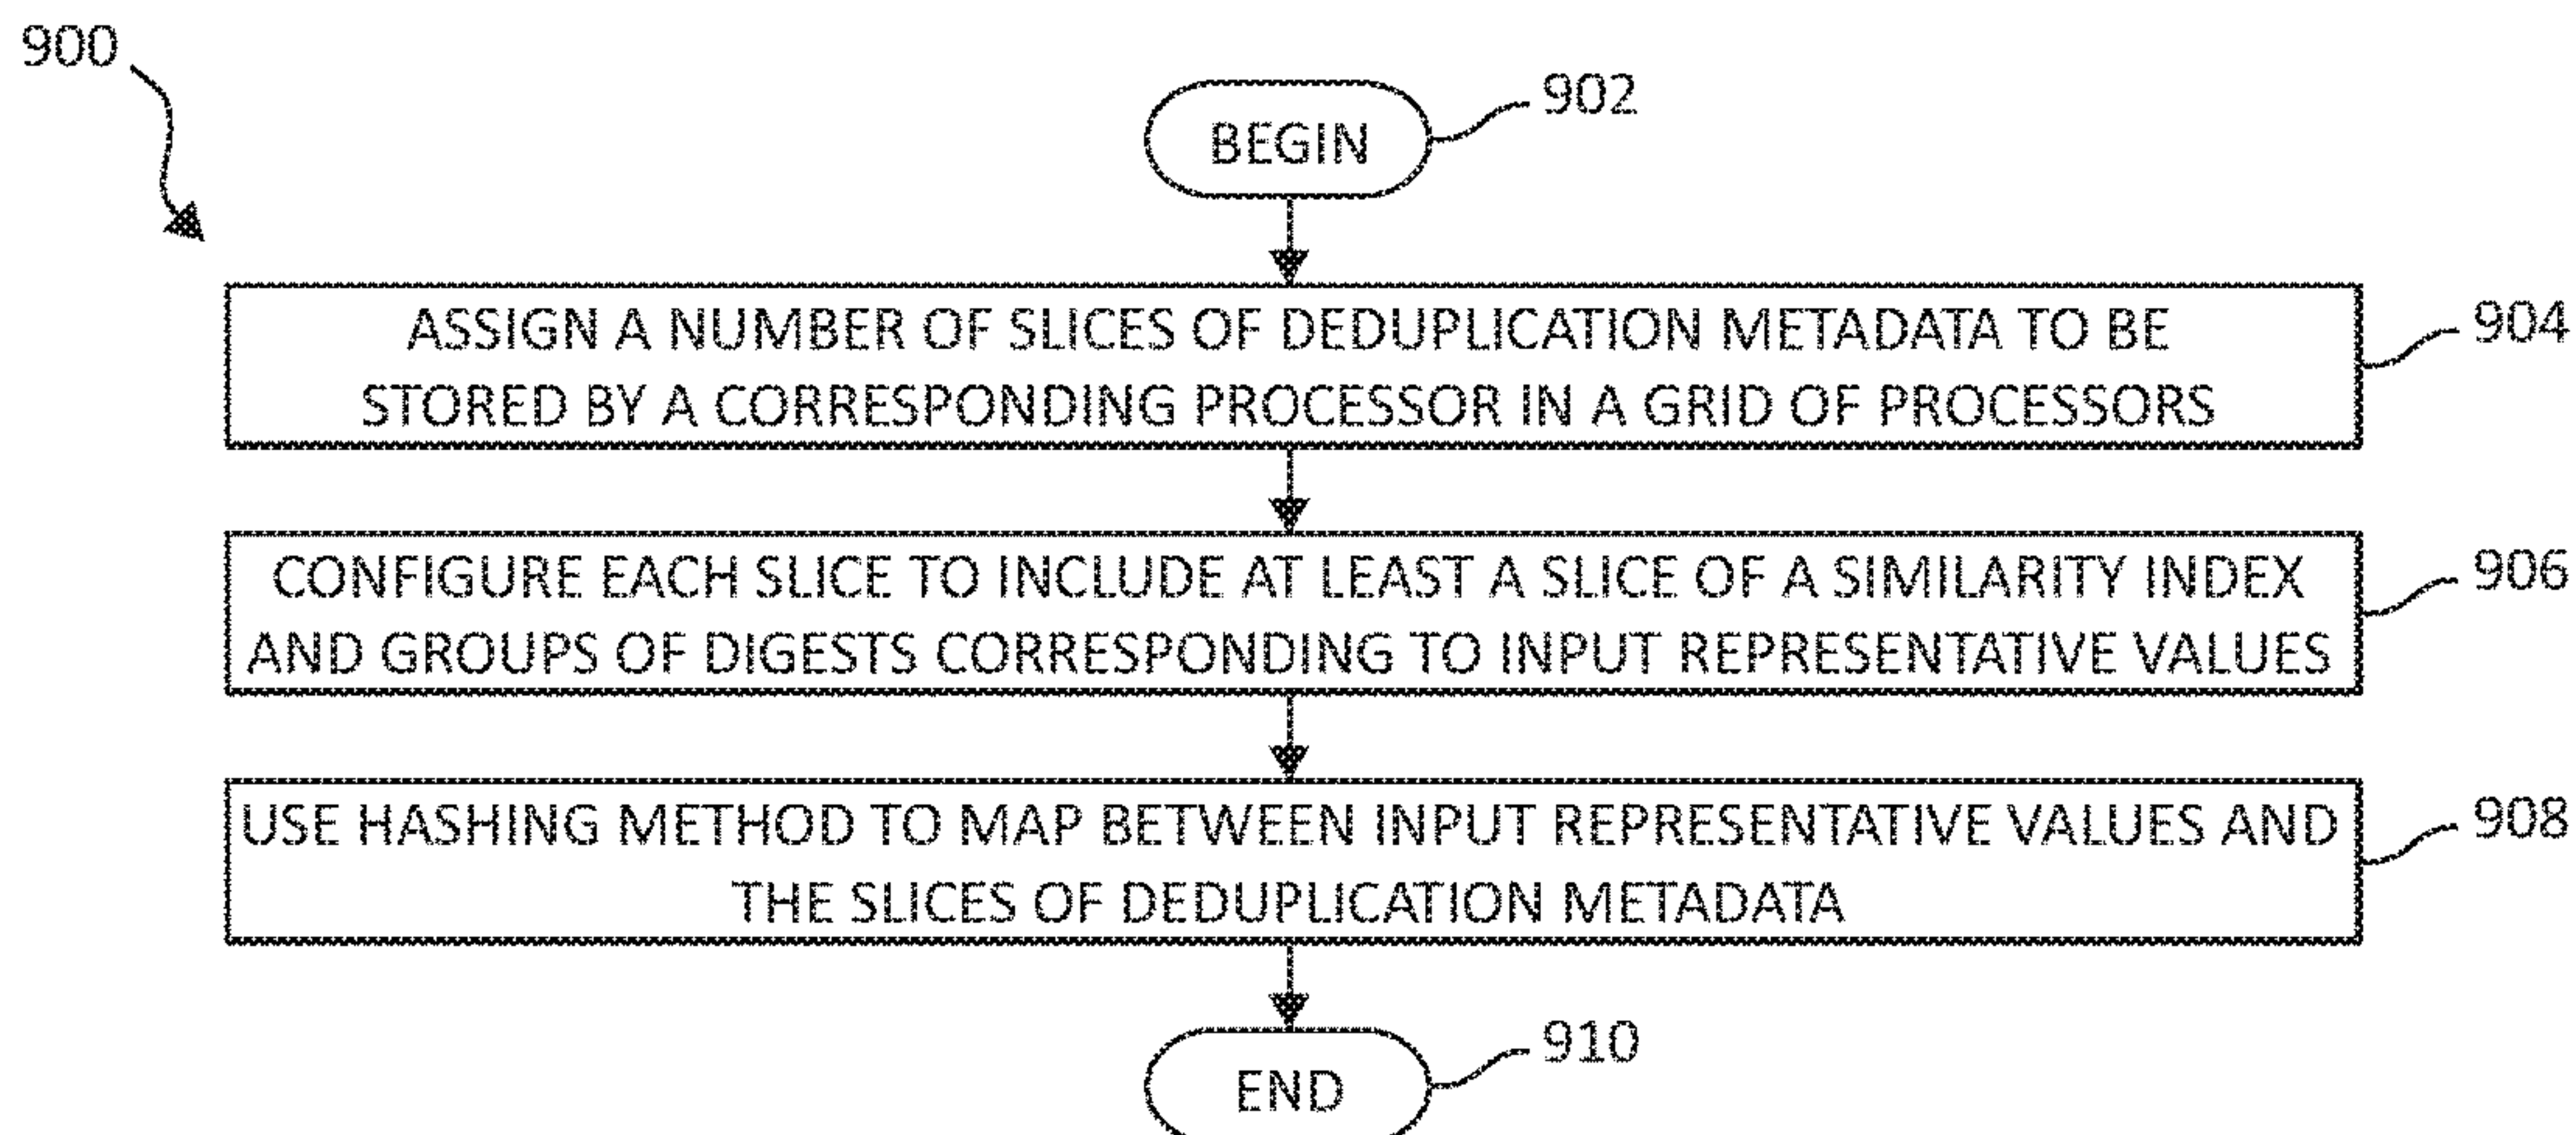 900
BEGIN
902
ASSIGN A NUMBER OF SLICES OF DEDUPLICATION METADATA TO BE
STORED BY A CORRESPONDING PROCESSOR IN A GRID OF PROCESSORS
904
CONFIGURE EACH SLICE TO INCLUDE AT LEAST A SLICE OF A SIMILARITY INDEX
AND GROUPS OF DIGESTS CORRESPONDING TO INPUT REPRESENTATIVE VALUES
906
USE HASHING METHOD TO MAP BETWEEN INPUT REPRESENTATIVE VALUES AND
THE SLICES OF DEDUPLICATION METADATA
908
END
910